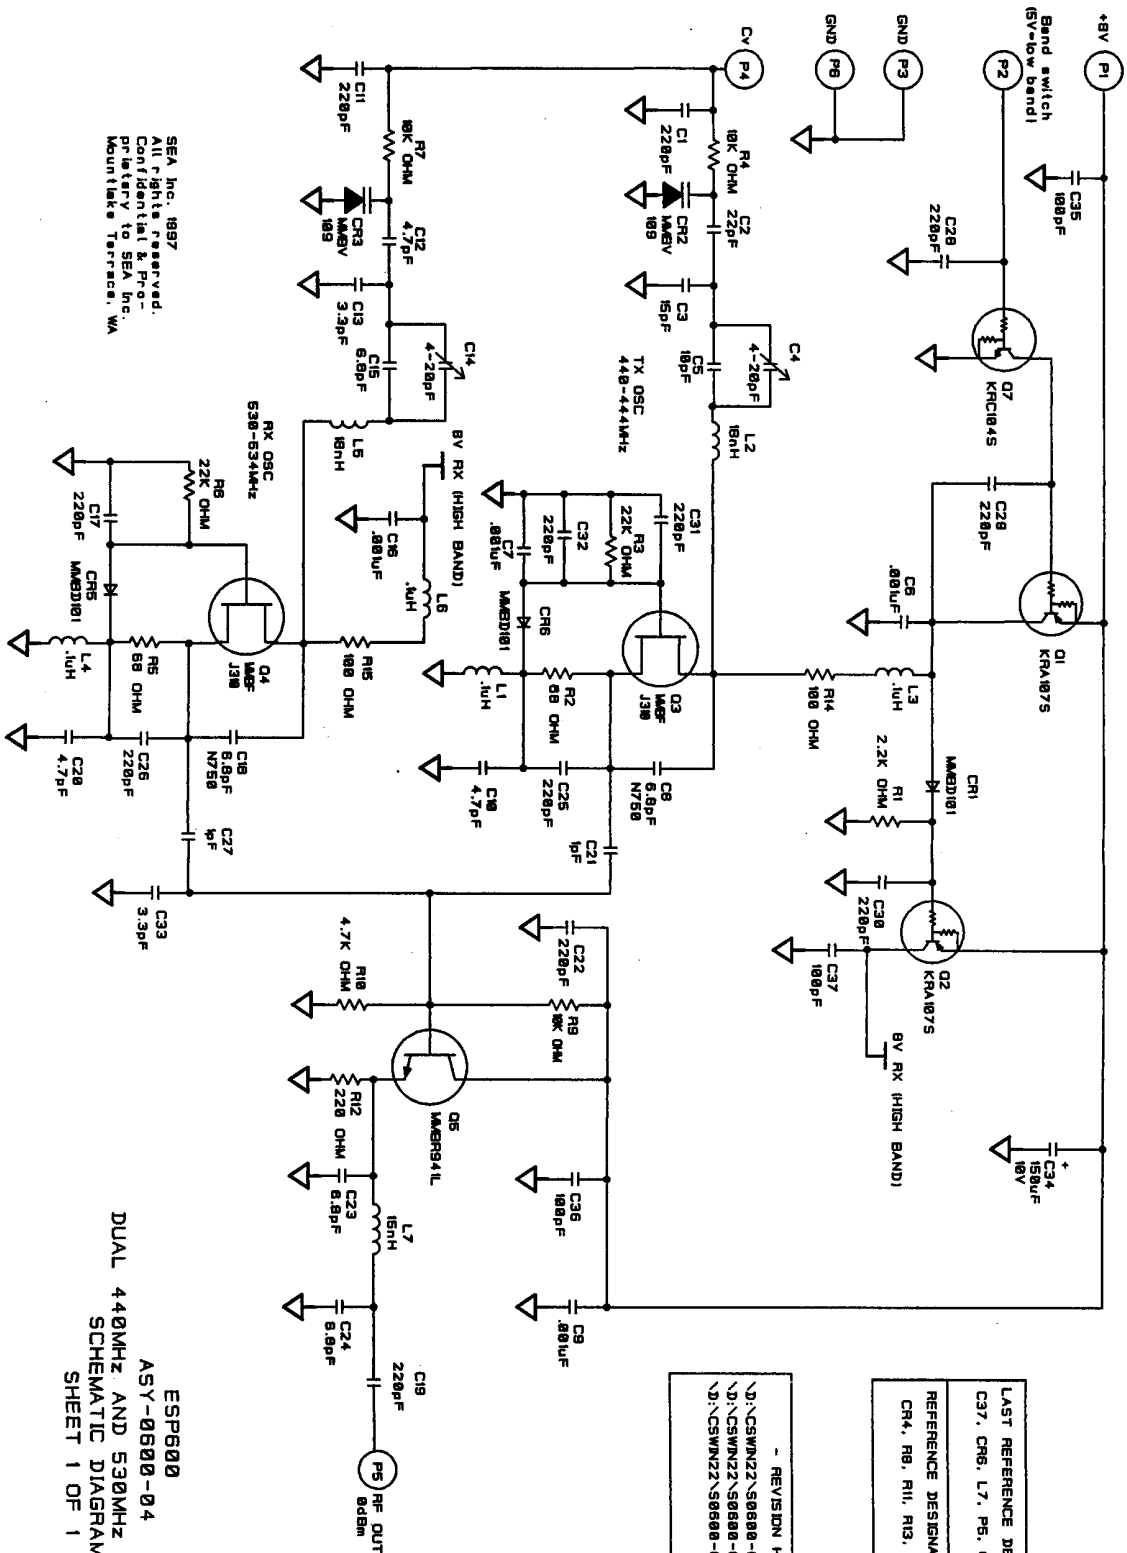 +8V
P1
Band switch
(5V=low band)
P2
GND
P3
GND
P6
Cv
P4
C35
100pF
C28
220pF
Q7
KRC104S
C29
220pF
Q1
KRA107S
C6
.001uF
L3
.1uH
R14
100 OHM
CR1
MMBD101
2.2K OHM
R1
C30
220pF
Q2
KRA107S
C37
100pF
8V RX (HIGH BAND)
+
C34
150uF
10V
C1
220pF
R4
10K OHM
CR2
MMBV
109
C2
22pF
C3
15pF
C4
4-20pF
C5
10pF
TX OSC
440-444MHz
L2
18nH
C31
220pF
R3
22K OHM
C32
220pF
C7
.001uF
CR6
MMBD101
Q3
MMBF
J310
R2
68 OHM
L1
.1uH
C8
6.8pF
N750
C25
220pF
C10
4.7pF
C21
1pF
C11
220pF
R7
10K OHM
CR3
MMBV
109
C12
4.7pF
C13
3.3pF
C14
4-20pF
C15
6.8pF
L5
18nH
8V RX (HIGH BAND)
C16
.001uF
L6
.1uH
R15
100 OHM
RX OSC
530-534MHz
R6
22K OHM
C17
220pF
CR5
MMBD101
Q4
MMBF
J310
R5
68 OHM
L4
.1uH
C18
6.8pF
N750
C26
220pF
C20
4.7pF
C27
1pF
C33
3.3pF
C22
220pF
R9
10K OHM
4.7K OHM
R10
Q5
MMBR941L
R12
220 OHM
C36
100pF
C9
.001uF
C23
6.8pF
L7
15nH
C24
6.8pF
C19
220pF
P5
RF OUT
0dBm
SEA Inc. 1997
All rights reserved.
Confidential & Pro-
prietary to SEA Inc.
Mountlake Terrace, WA
LAST REFERENCE DE
C37, CR6, L7, P5,
REFERENCE DESIGNA
CR4, R8, R11, R13,
- REVISION H
\D:\CSWIN22\S0600-
\D:\CSWIN22\S0600-
\D:\CSWIN22\S0600-
ESP600
ASY-0600-04
DUAL 440MHz AND 530MHz
SCHEMATIC DIAGRAM
SHEET 1 OF 1